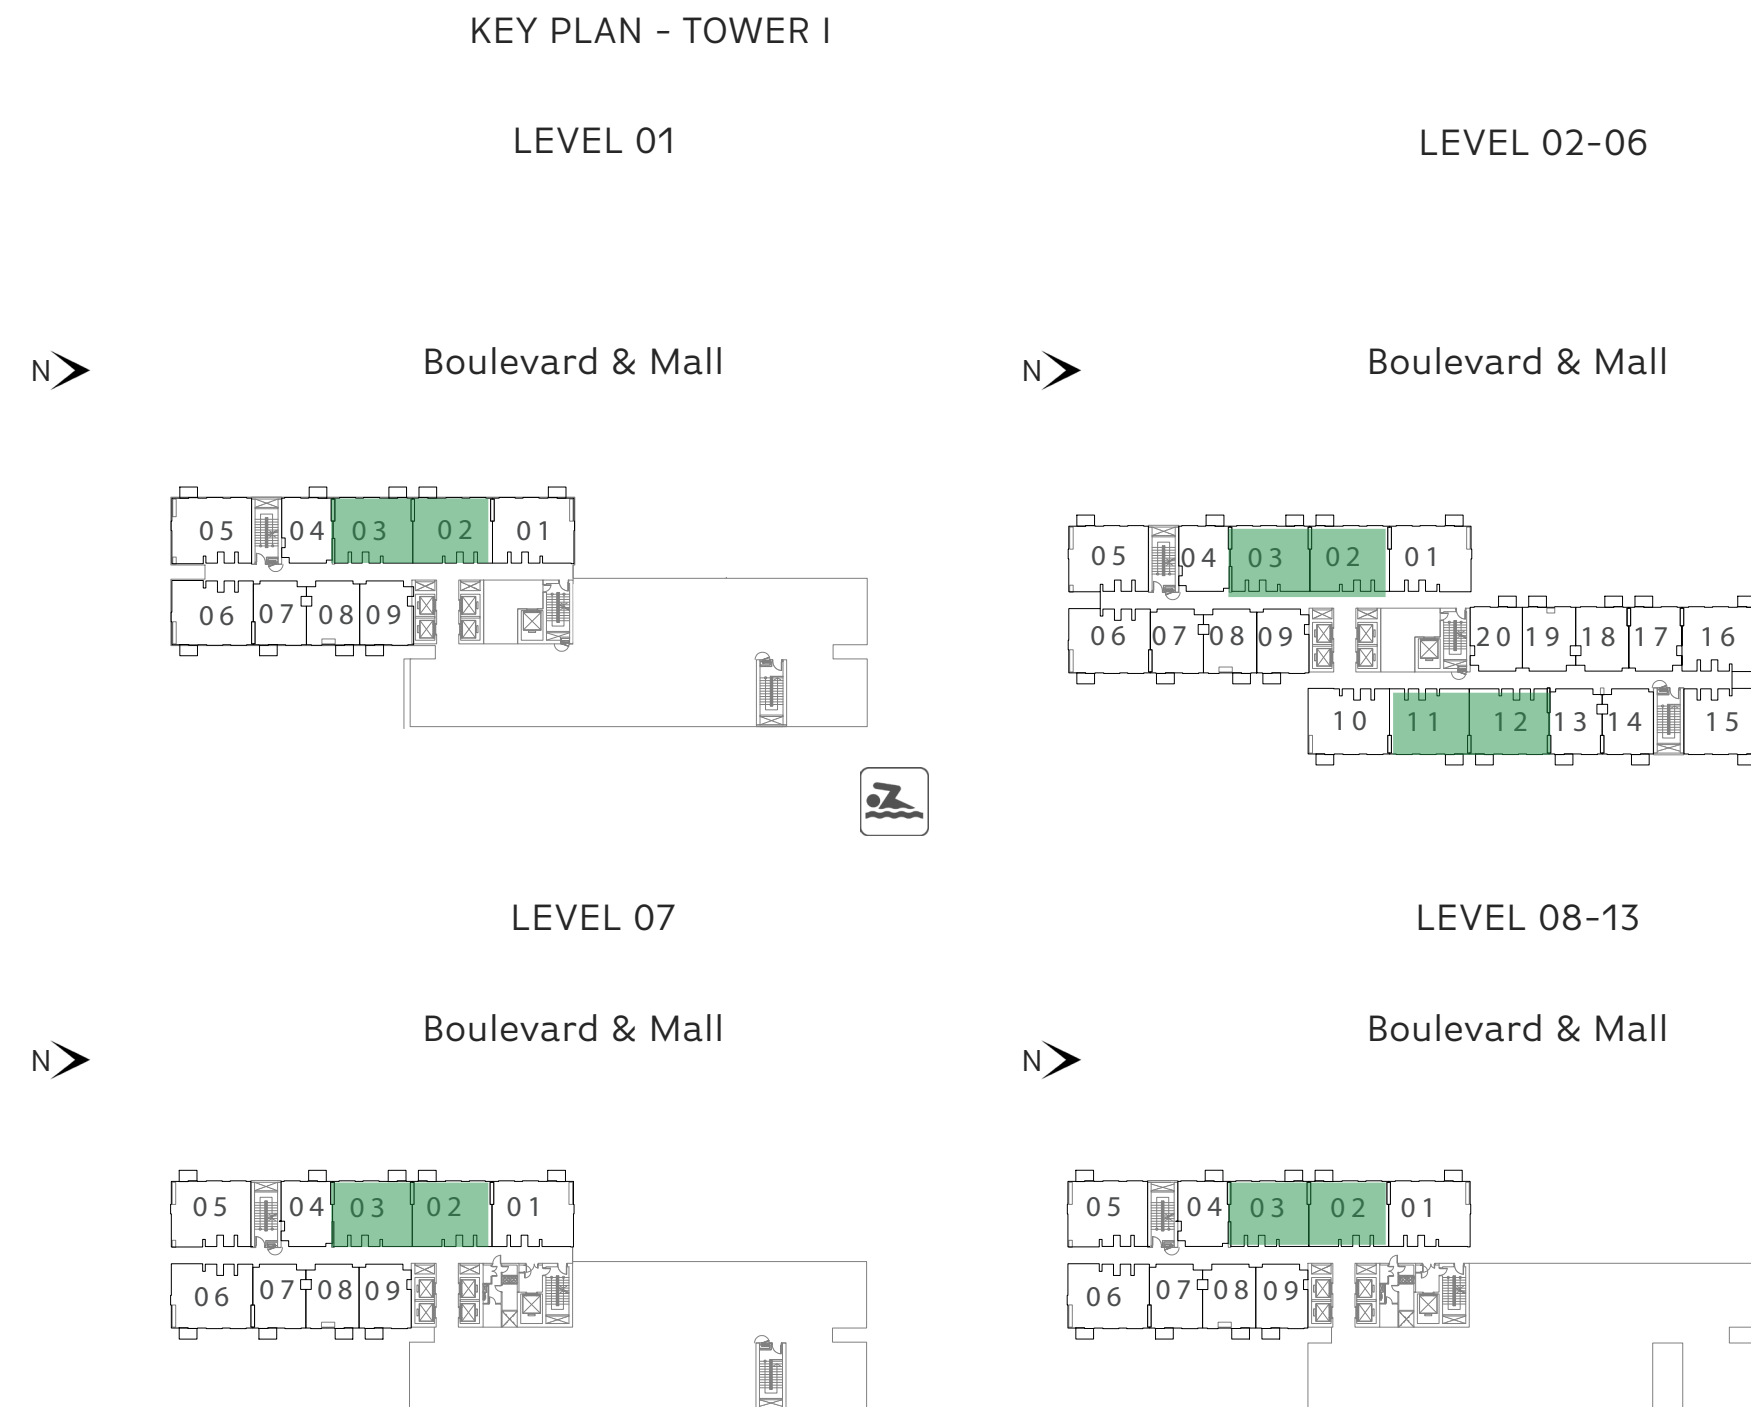 KEY PLAN - TOWER I
LEVEL 01
LEVEL 02-06
N
Boulevard & Mall
N
Boulevard & Mall
05 04 03 02 01
06 07 08 09
05 04 03 02 01
06 07 08 09 20 19 18 17 16
10 11 12 13 14 15
LEVEL 07
LEVEL 08-13
N
Boulevard & Mall
N
Boulevard & Mall
05 04 03 02 01
06 07 08 09
05 04 03 02 01
06 07 08 09